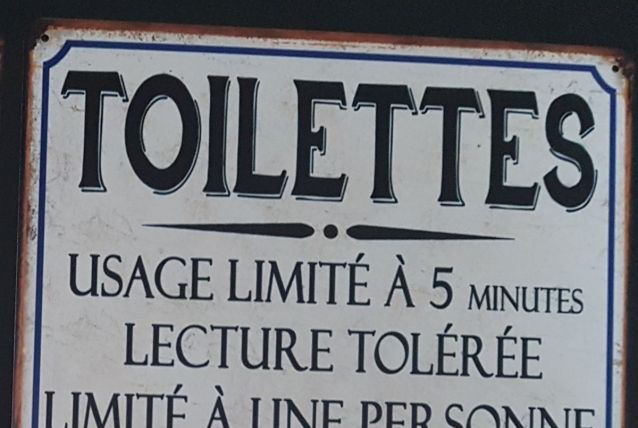 TOILETTES
USAGE LIMITÉ À 5 MINUTES
LECTURE TOLÉRÉE
LIMITÉ À UNE PERSONNE